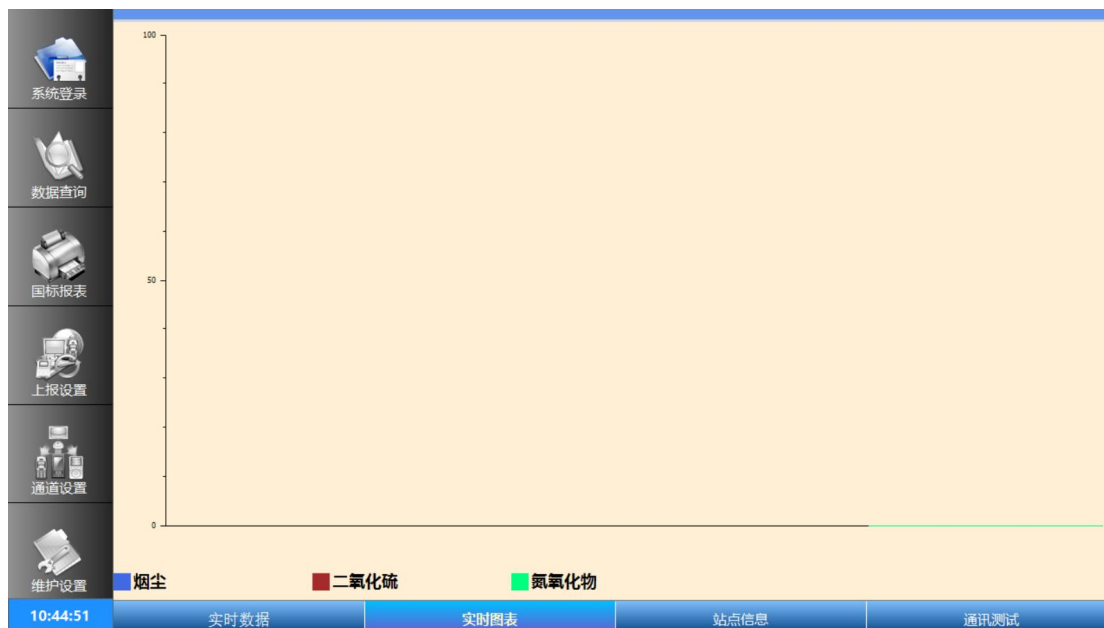 系统登录
数据查询
国标报表
上报设置
通道设置
维护设置
10:44:51
100
50
0
烟尘 二氧化硫 氮氧化物
实时数据 实时图表 站点信息 通讯测试